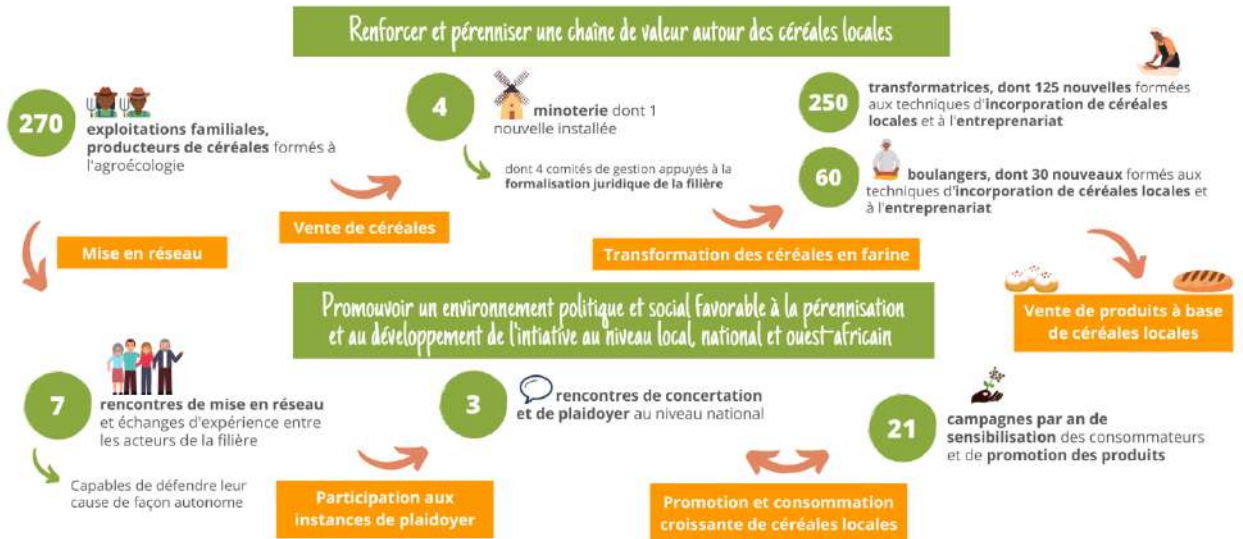 Renforcer et pérenniser une chaîne de valeur autour des céréales locales
270
exploitations familiales,
producteurs de céréales formés à
l'agroécologie
4
minoterie dont 1
nouvelle installée
dont 4 comités de gestion appuyés à la
formalisation juridique de la filière
250
transformatrices, dont 125 nouvelles formées
aux techniques d'incorporation de céréales
locales et à l'entreprenariat
60
boulangers, dont 30 nouveaux formés aux
techniques d'incorporation de céréales locales et
à l'entreprenariat
Vente de céréales
Mise en réseau
Transformation des céréales en farine
Vente de produits à base
de céréales locales
Promouvoir un environnement politique et social favorable à la pérennisation
et au développement de l'intiative au niveau local, national et ouest-africain
7
rencontres de mise en réseau
et échanges d'expérience entre
les acteurs de la filière
Capables de défendre leur
cause de façon autonome
3
rencontres de concertation
et de plaidoyer au niveau national
21
campagnes par an de
sensibilisation des consommateurs
et de promotion des produits
Participation aux
instances de plaidoyer
Promotion et consommation
croissante de céréales locales